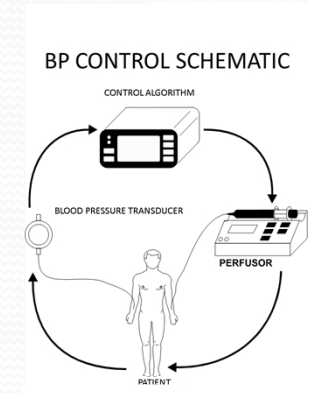 BP CONTROL SCHEMATIC
CONTROL ALGORITHM
BLOOD PRESSURE TRANSDUCER
PERFUSOR
PATIENT